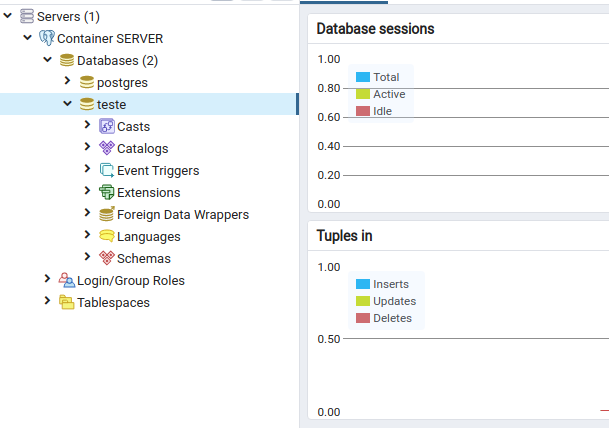 Servers (1)
Container SERVER
Databases (2)
postgres
teste
Casts
Catalogs
Event Triggers
Extensions
Foreign Data Wrappers
Languages
Schemas
Login/Group Roles
Tablespaces
Database sessions
1.00
0.80
0.60
0.40
0.20
0.00
Total
Active
Idle
Tuples in
1.00
0.50
0.00
Inserts
Updates
Deletes